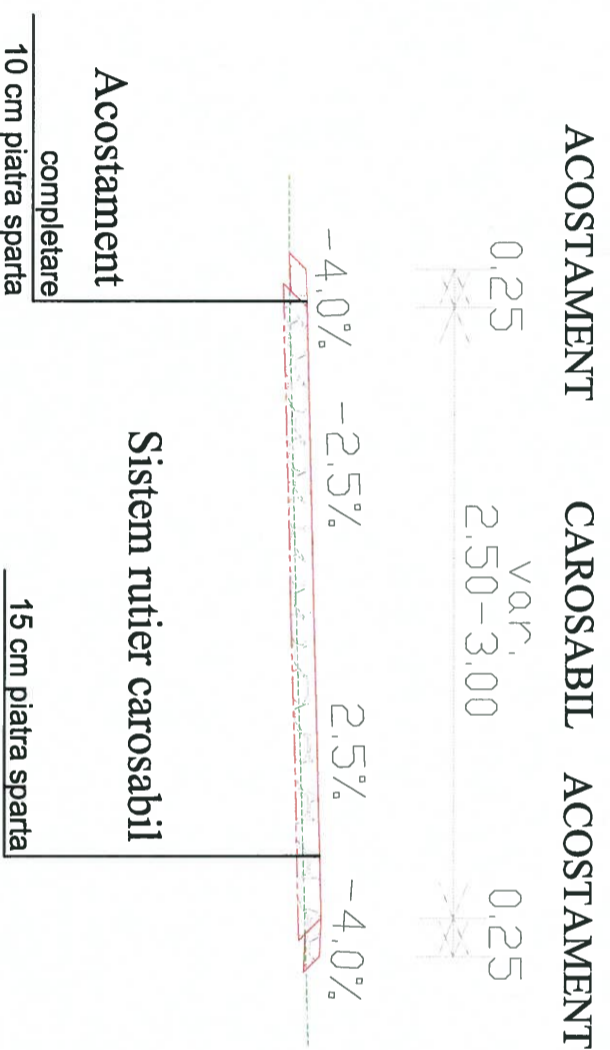 ACOSTAMENT CAROSABIL ACOSTAMENT
0.25 var. 0.25
2.50-3.00
-4.0% -2.5% 2.5% -4.0%
Acostament
completare
10 cm piatra sparta
Sistem rutier carosabil
15 cm piatra sparta